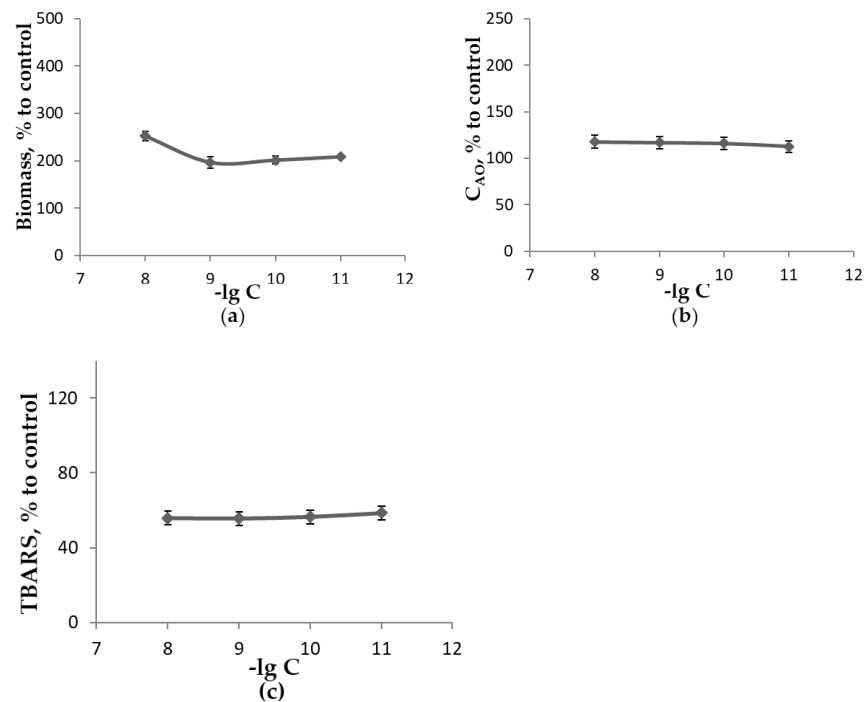 500
400
300
200
100
0
Biomass, % to control
7 8 9 10 11 12
-lg C
(a)
250
200
150
100
50
0
C_AO, % to control
7 8 9 10 11 12
-lg C
(b)
120
80
40
0
TBARS, % to control
7 8 9 10 11 12
-lg C
(c)